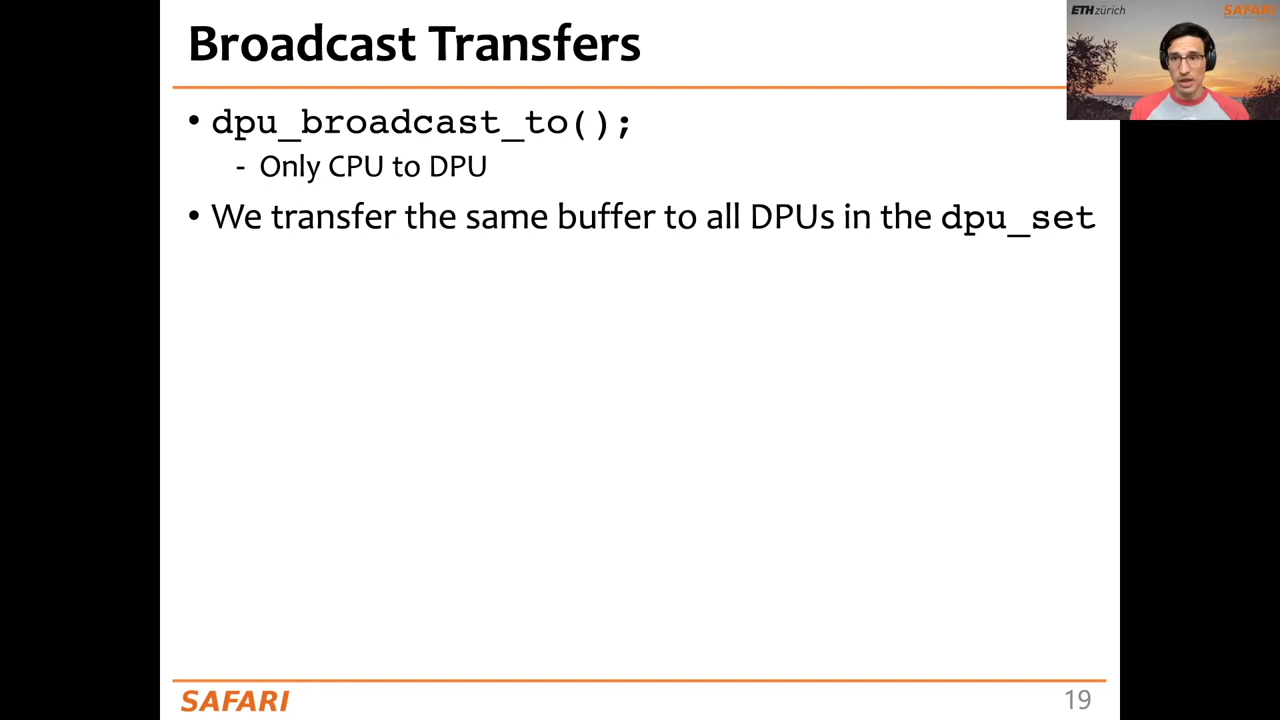 Broadcast Transfers
ETH zürich
SAFARI
• dpu_broadcast_to();
- Only CPU to DPU
• We transfer the same buffer to all DPUs in the dpu_set
SAFARI
19